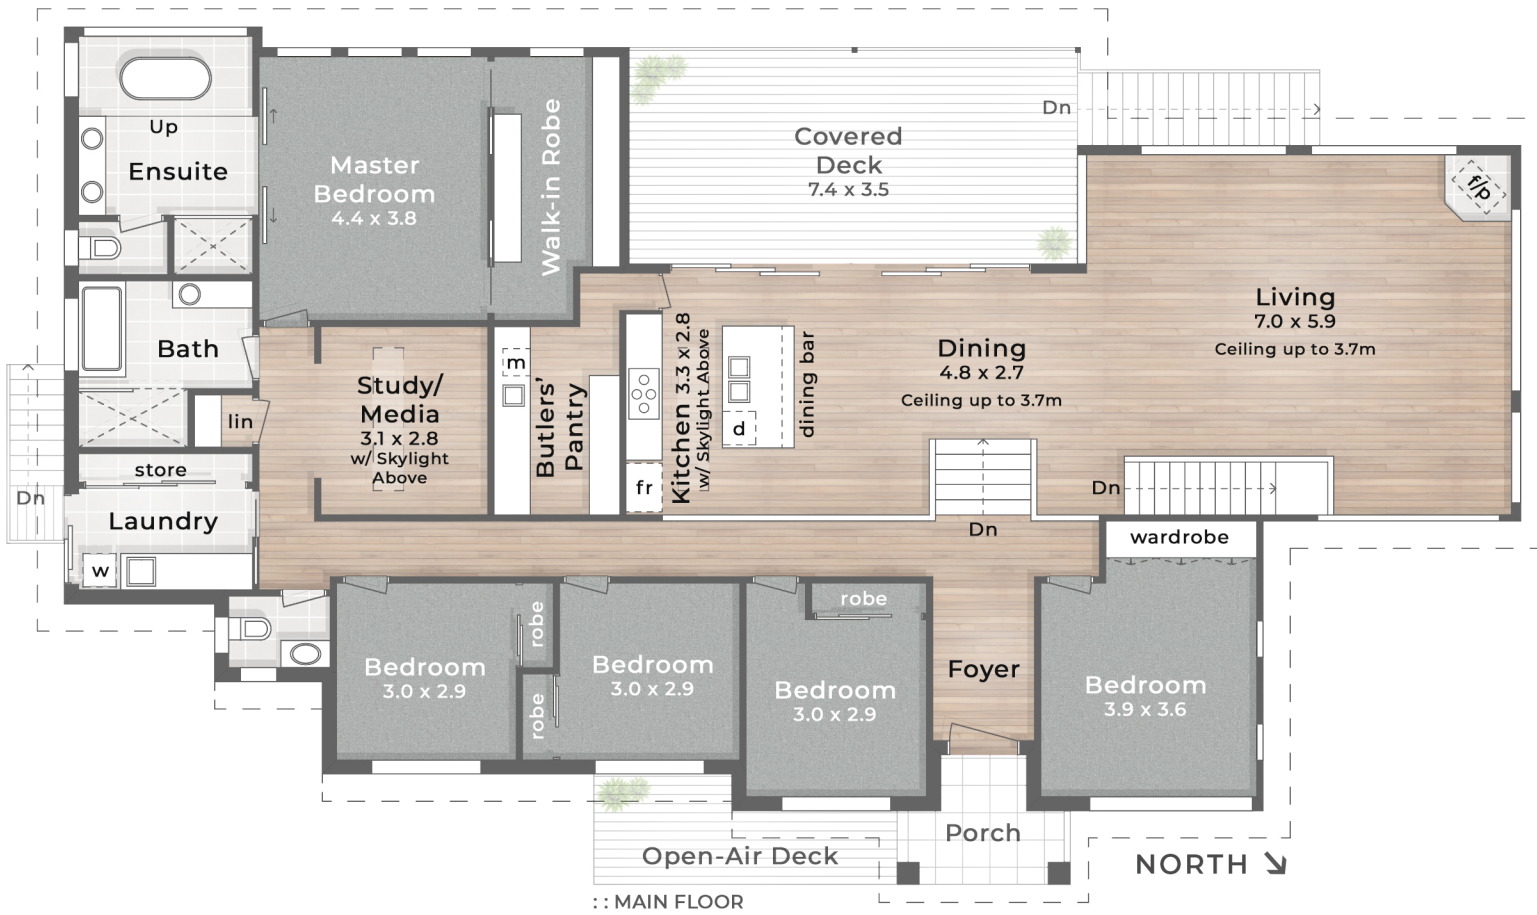 Up
Ensuite
Master
Bedroom
4.4 x 3.8
Walk-in Robe
Covered
Deck
7.4 x 3.5
Dn
f/p
Living
7.0 x 5.9
Ceiling up to 3.7m
Bath
lin
Study/
Media
3.1 x 2.8
w/ Skylight
Above
m
Butlers'
Pantry
Kitchen 3.3 x 2.8
w/ Skylight Above
fr
d
dining bar
Dining
4.8 x 2.7
Ceiling up to 3.7m
store
Dn
Laundry
w
Dn
Dn
wardrobe
Bedroom
3.0 x 2.9
robe
robe
Bedroom
3.0 x 2.9
robe
Bedroom
3.0 x 2.9
Foyer
Bedroom
3.9 x 3.6
Porch
Open-Air Deck
NORTH
: : MAIN FLOOR